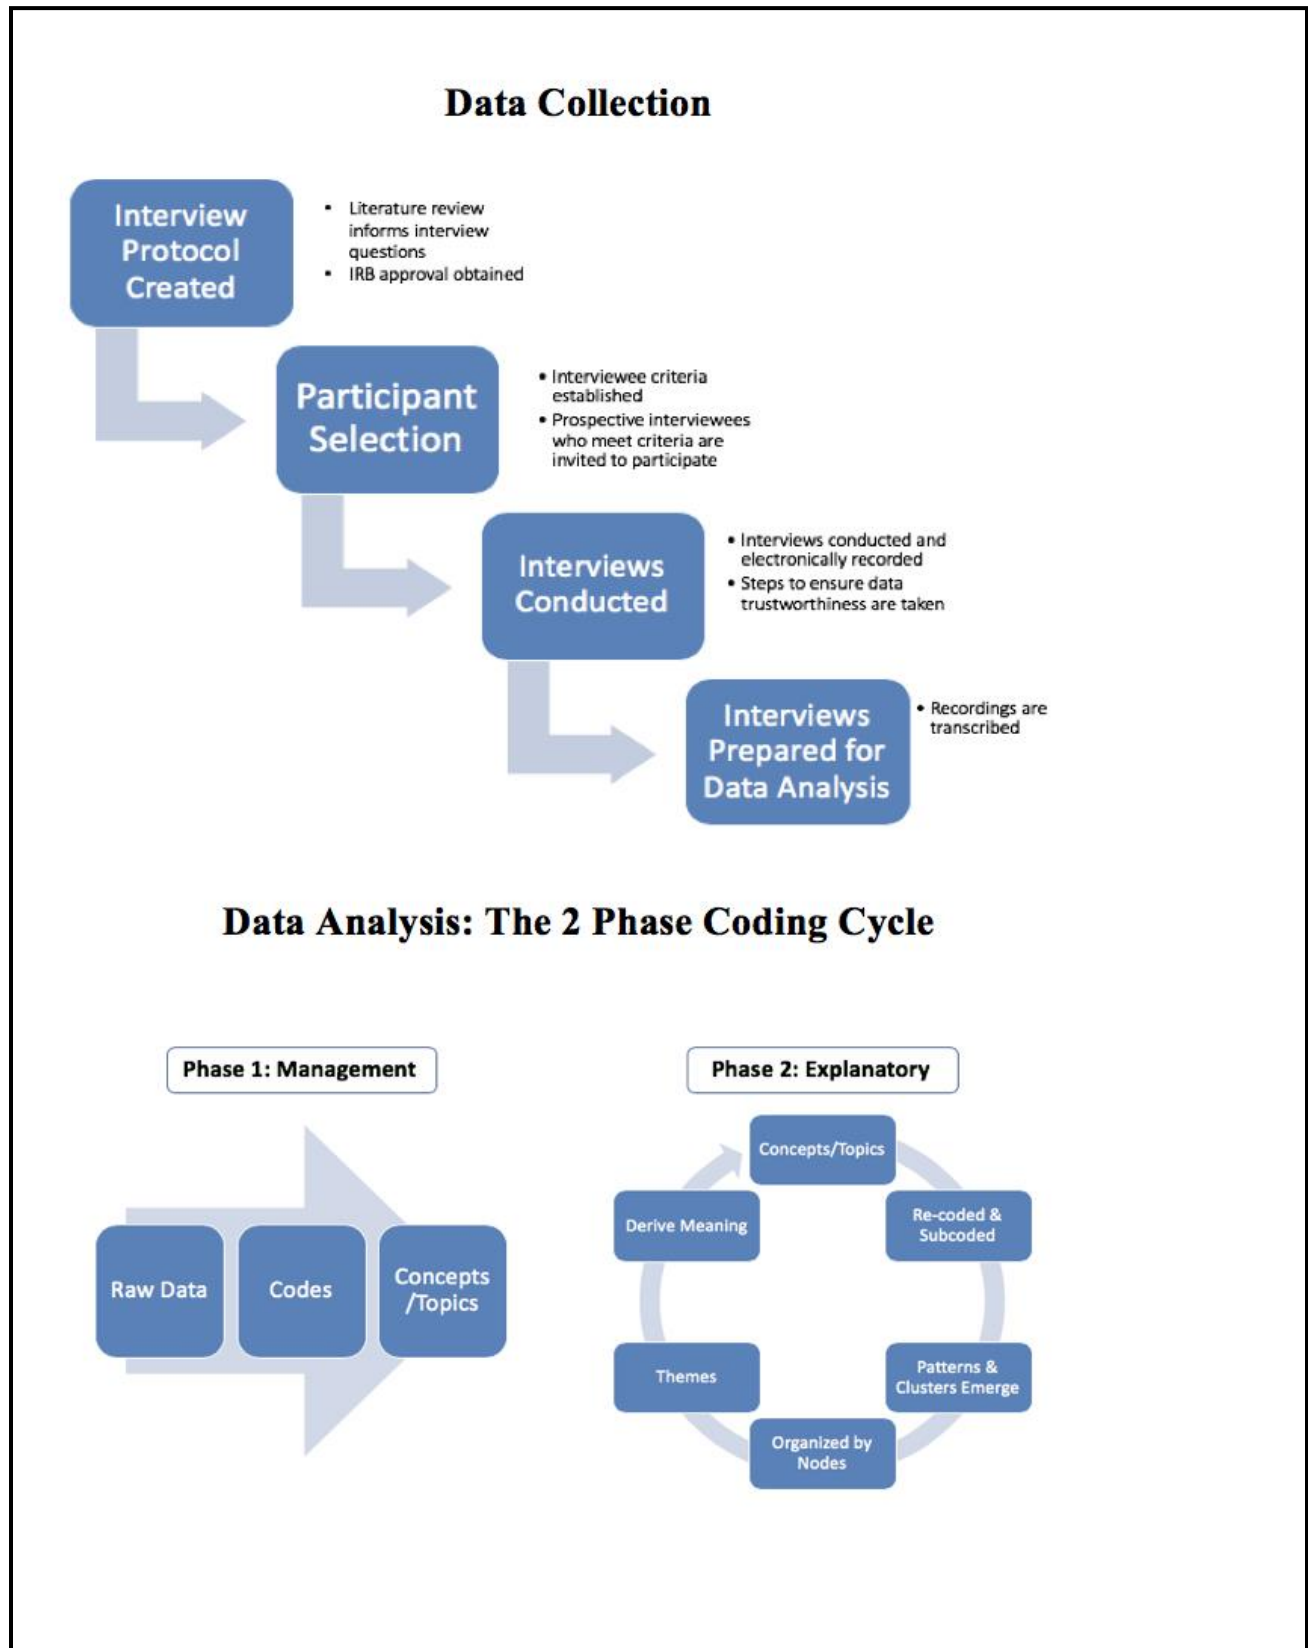 Data Collection
Interview
Protocol
Created
• Literature review
informs interview
questions
• IRB approval obtained
Participant
Selection
• Interviewee criteria
established
• Prospective interviewees
who meet criteria are
invited to participate
Interviews
Conducted
• Interviews conducted and
electronically recorded
• Steps to ensure data
trustworthiness are taken
Interviews
Prepared for
Data Analysis
• Recordings are
transcribed
Data Analysis: The 2 Phase Coding Cycle
Phase 1: Management
Raw Data
Codes
Concepts
/Topics
Phase 2: Explanatory
Concepts/Topics
Re-coded &
Subcoded
Patterns &
Clusters Emerge
Organized by
Nodes
Themes
Derive Meaning